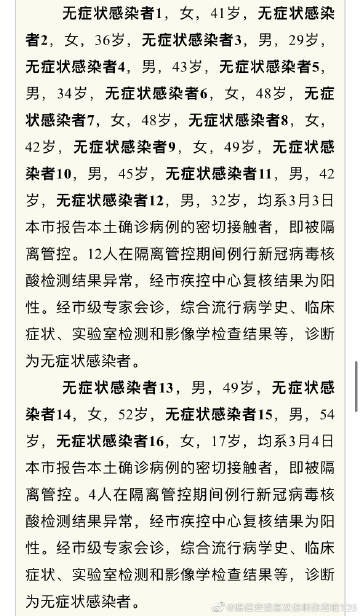 无症状感染者1，女，41岁，无症状感染
者2，女，36岁，无症状感染者3，男，29岁，
无症状感染者4，男，43岁，无症状感染者5，
男，34岁，无症状感染者6，女，48岁，无症
状感染者7，女，48岁，无症状感染者8，女，
42岁，无症状感染者9，女，49岁，无症状感
染者10，男，45岁，无症状感染者11，男，42
岁，无症状感染者12，男，32岁，均系3月3日
本市报告本土确诊病例的密切接触者，即被隔
离管控。12人在隔离管控期间例行新冠病毒核
酸检测结果异常，经市疾控中心复核结果为阳
性。经市级专家会诊，综合流行病学史、临床
症状、实验室检测和影像学检查结果等，诊断
为无症状感染者。
无症状感染者13，男，49岁，无症状感
染者14，女，52岁，无症状感染者15，男，54
岁，无症状感染者16，女，17岁，均系3月4日
本市报告本土确诊病例的密切接触者，即被隔
离管控。4人在隔离管控期间例行新冠病毒核
酸检测结果异常，经市疾控中心复核结果为阳
性。经市级专家会诊，综合流行病学史、临床
症状、实验室检测和影像学检查结果等，诊断
为无症状感染者。